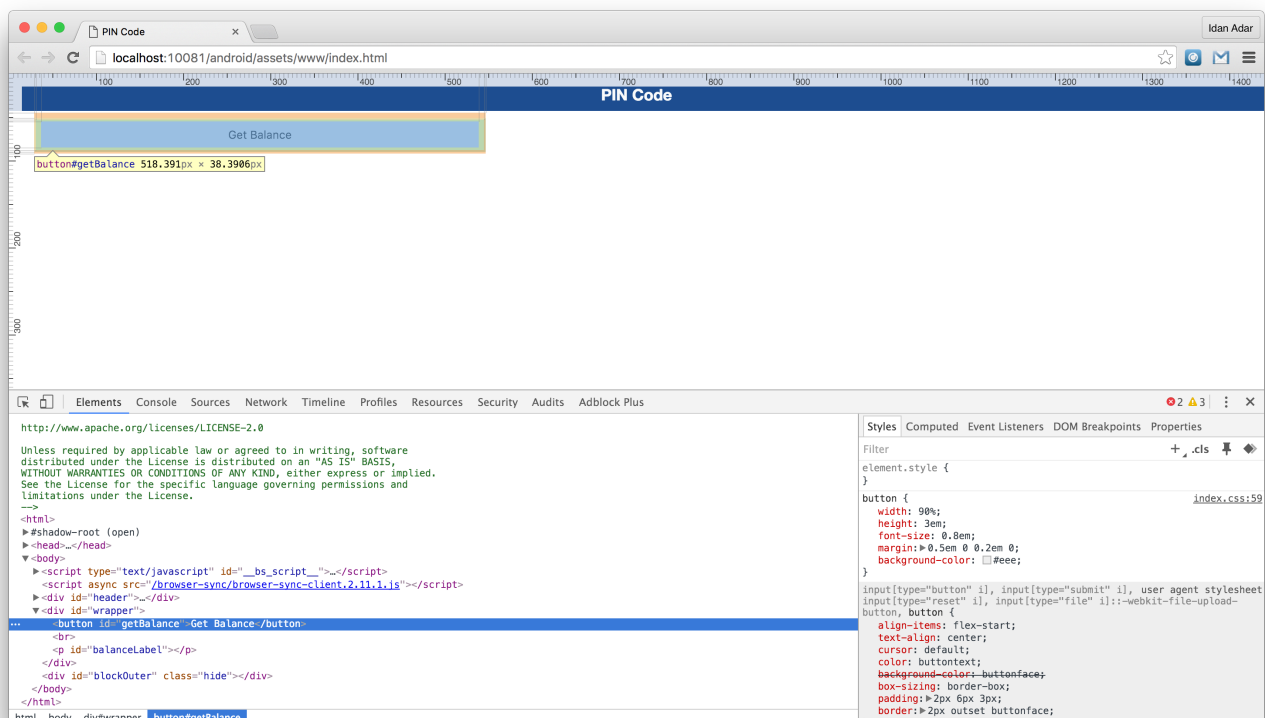 PIN Code ×
Idan Adar
localhost:10081/android/assets/www/index.html
100 200 300 400 500 600 700 800 900 1000 1100 1200 1300 1400
PIN Code
Get Balance
100
button#getBalance 518.391px × 38.3906px
200
300
Elements Console Sources Network Timeline Profiles Resources Security Audits Adblock Plus
2 3
http://www.apache.org/licenses/LICENSE-2.0
Unless required by applicable law or agreed to in writing, software
distributed under the License is distributed on an "AS IS" BASIS,
WITHOUT WARRANTIES OR CONDITIONS OF ANY KIND, either express or implied.
See the License for the specific language governing permissions and
limitations under the License.
-->
<html>
▶#shadow-root (open)
▶<head>…</head>
▼<body>
▶<script type="text/javascript" id="__bs_script__">…</script>
<script async src="/browser-sync/browser-sync-client.2.11.1.js"></script>
▶<div id="header">…</div>
▼<div id="wrapper">
… <button id="getBalance">Get Balance</button>
<br>
<p id="balanceLabel"></p>
</div>
<div id="blockOuter" class="hide"></div>
</body>
</html>
html body div#wrapper button#getBalance
Styles Computed Event Listeners DOM Breakpoints Properties
Filter + .cls
element.style {
}
button { index.css:59
width: 90%;
height: 3em;
font-size: 0.8em;
margin:▶0.5em 0 0.2em 0;
background-color: #eee;
}
input[type="button" i], input[type="submit" i], user agent stylesheet
input[type="reset" i], input[type="file" i]::-webkit-file-upload-
button, button {
align-items: flex-start;
text-align: center;
cursor: default;
color: buttontext;
background-color: buttonface;
box-sizing: border-box;
padding:▶2px 6px 3px;
border:▶2px outset buttonface;